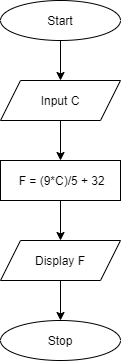 Start
Input C
F = (9*C)/5 + 32
Display F
Stop